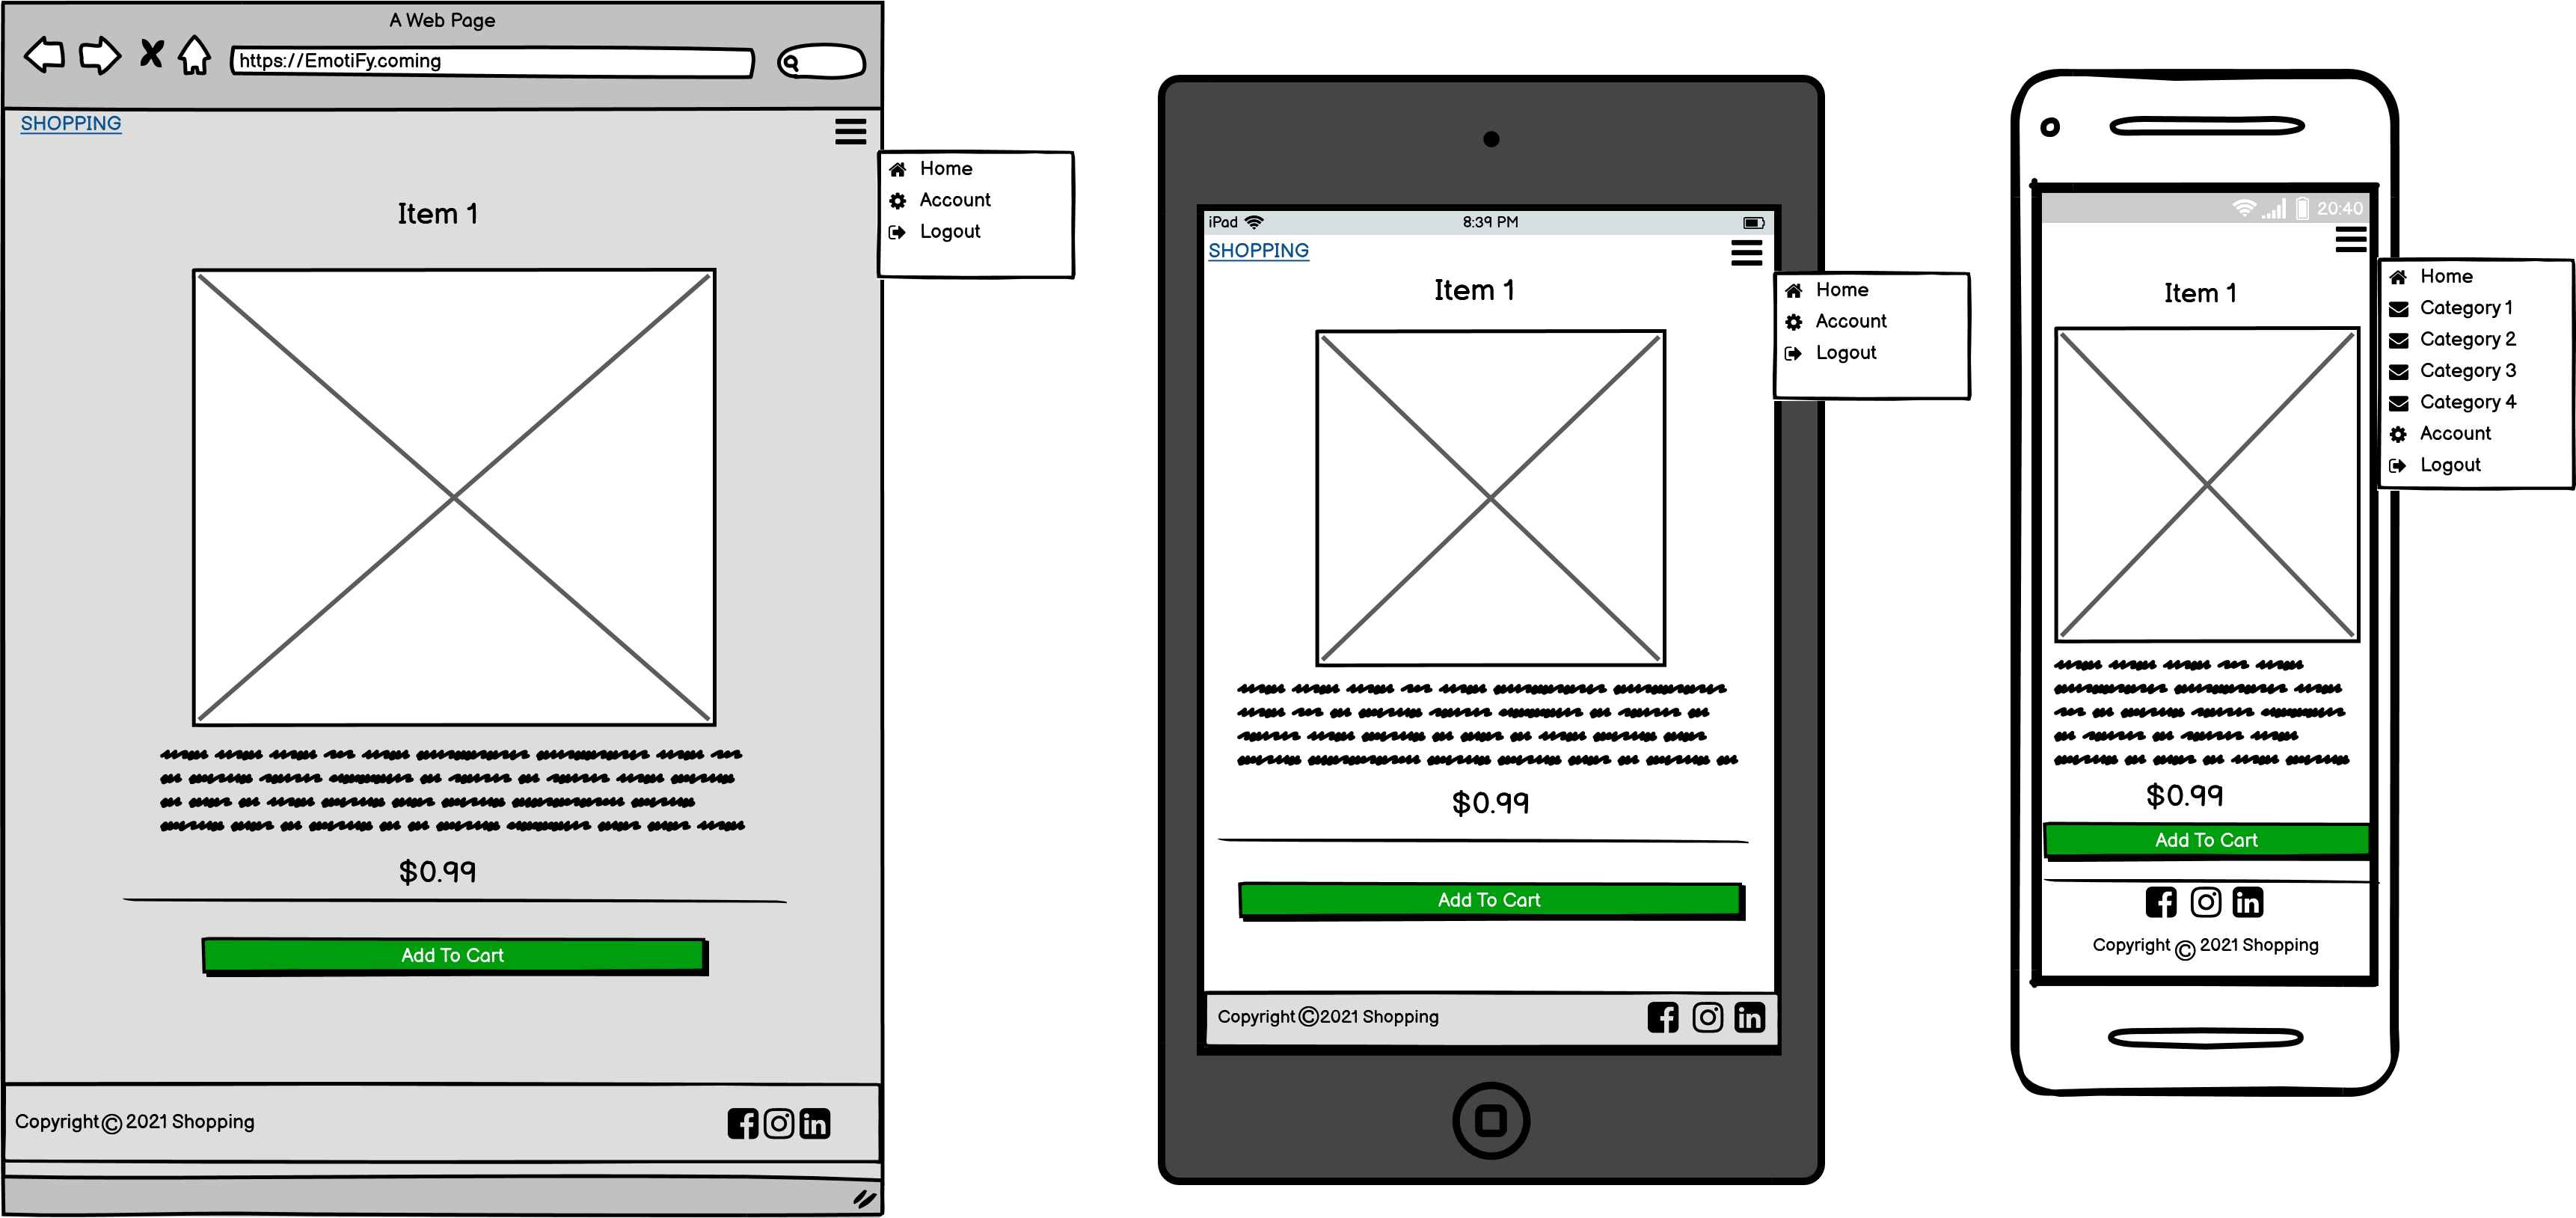 A Web Page
https://EmotiFy.coming
SHOPPING
Home
Account
Logout
Item 1
$0.99
Add To Cart
Copyright © 2021 Shopping
iPad
8:39 PM
SHOPPING
Item 1
Home
Account
Logout
$0.99
Add To Cart
Copyright © 2021 Shopping
20:40
Item 1
Home
Category 1
Category 2
Category 3
Category 4
Account
Logout
$0.99
Add To Cart
Copyright © 2021 Shopping